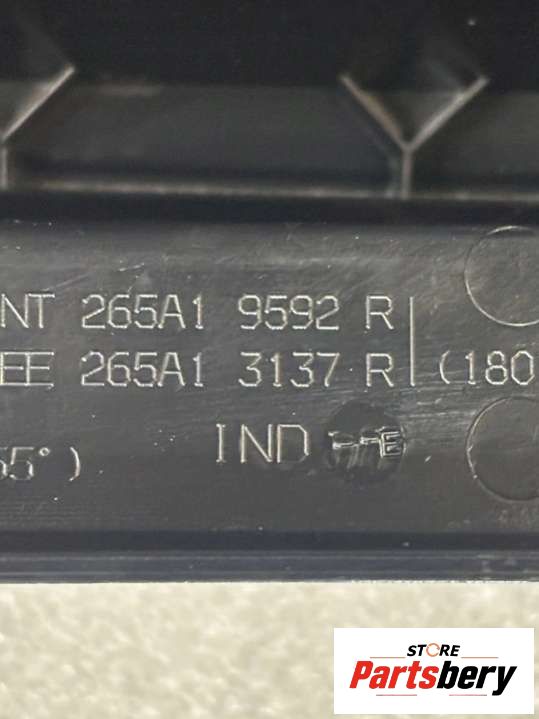 NT 265A1 9592 R
EE 265A1 3137 R (180
55°)
IND
STORE
Partsbery